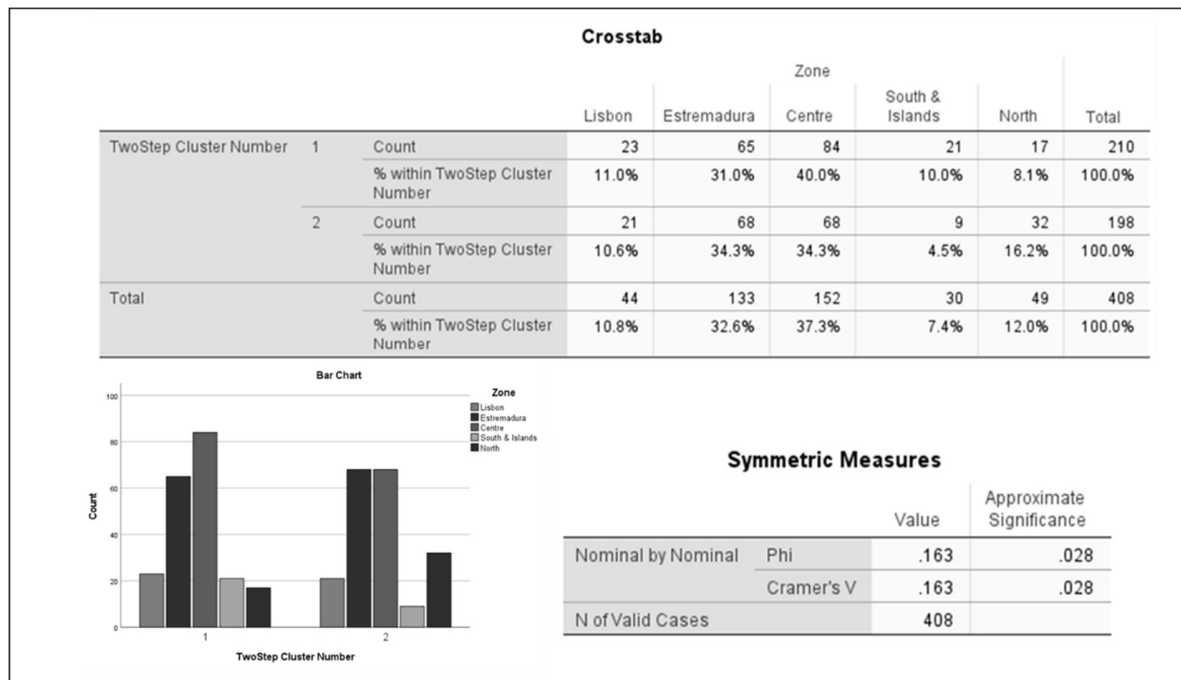 Crosstab
Zone
Lisbon Estremadura Centre South & Islands North Total
TwoStep Cluster Number 1 Count 23 65 84 21 17 210
% within TwoStep Cluster Number 11.0% 31.0% 40.0% 10.0% 8.1% 100.0%
2 Count 21 68 68 9 32 198
% within TwoStep Cluster Number 10.6% 34.3% 34.3% 4.5% 16.2% 100.0%
Total Count 44 133 152 30 49 408
% within TwoStep Cluster Number 10.8% 32.6% 37.3% 7.4% 12.0% 100.0%
Bar Chart
Zone
Lisbon
Estremadura
Centre
South & Islands
North
Count
100
80
60
40
20
0
1 2
TwoStep Cluster Number
Symmetric Measures
Value Approximate Significance
Nominal by Nominal Phi .163 .028
Cramer's V .163 .028
N of Valid Cases 408